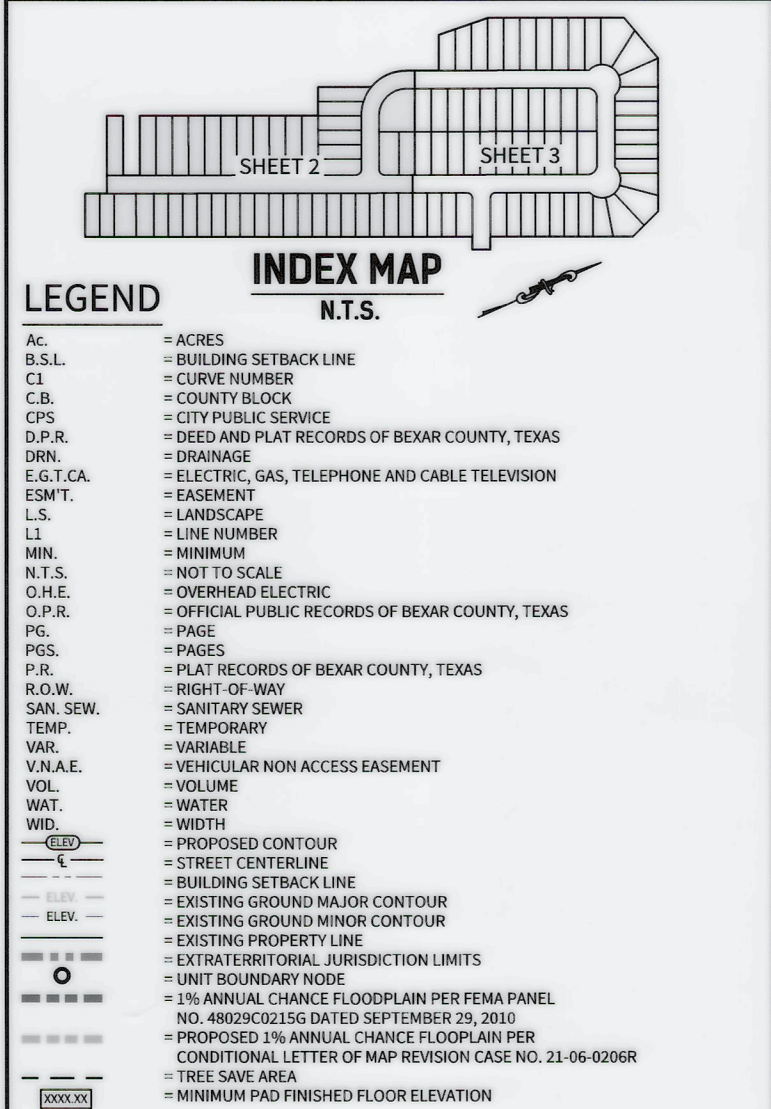 SHEET 2
SHEET 3
INDEX MAP
N.T.S.
LEGEND
Ac. = ACRES
B.S.L. = BUILDING SETBACK LINE
C1 = CURVE NUMBER
C.B. = COUNTY BLOCK
CPS = CITY PUBLIC SERVICE
D.P.R. = DEED AND PLAT RECORDS OF BEXAR COUNTY, TEXAS
DRN. = DRAINAGE
E.G.T.CA. = ELECTRIC, GAS, TELEPHONE AND CABLE TELEVISION
ESM'T. = EASEMENT
L.S. = LANDSCAPE
L1 = LINE NUMBER
MIN. = MINIMUM
N.T.S. = NOT TO SCALE
O.H.E. = OVERHEAD ELECTRIC
O.P.R. = OFFICIAL PUBLIC RECORDS OF BEXAR COUNTY, TEXAS
PG. = PAGE
PGS. = PAGES
P.R. = PLAT RECORDS OF BEXAR COUNTY, TEXAS
R.O.W. = RIGHT-OF-WAY
SAN. SEW. = SANITARY SEWER
TEMP. = TEMPORARY
VAR. = VARIABLE
V.N.A.E. = VEHICULAR NON ACCESS EASEMENT
VOL. = VOLUME
WAT. = WATER
WID. = WIDTH
ELEV = PROPOSED CONTOUR
℄ = STREET CENTERLINE
= BUILDING SETBACK LINE
ELEV. = EXISTING GROUND MAJOR CONTOUR
ELEV. = EXISTING GROUND MINOR CONTOUR
= EXISTING PROPERTY LINE
= EXTRATERRITORIAL JURISDICTION LIMITS
= UNIT BOUNDARY NODE
= 1% ANNUAL CHANCE FLOODPLAIN PER FEMA PANEL
NO. 48029C0215G DATED SEPTEMBER 29, 2010
= PROPOSED 1% ANNUAL CHANCE FLOOPLAIN PER
CONDITIONAL LETTER OF MAP REVISION CASE NO. 21-06-0206R
= TREE SAVE AREA
XXXX.XX = MINIMUM PAD FINISHED FLOOR ELEVATION